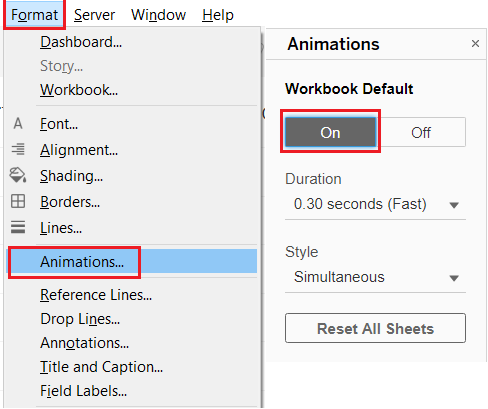 Format Server Window Help
Dashboard...
Story...
Workbook...
A Font...
Alignment...
Shading...
Borders...
Lines...
Animations...
Reference Lines...
Drop Lines...
Annotations...
Title and Caption...
Field Labels...
Animations ×
Workbook Default
On Off
Duration
0.30 seconds (Fast)
Style
Simultaneous
Reset All Sheets